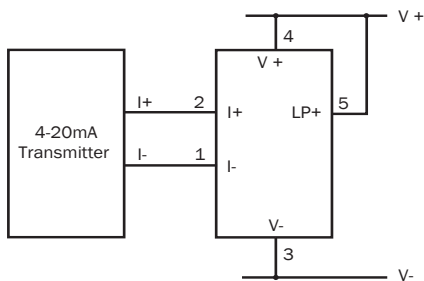 V +
4
V +
I+
2
I+
LP+
5
4-20mA
Transmitter
I-
1
I-
V-
3
V-